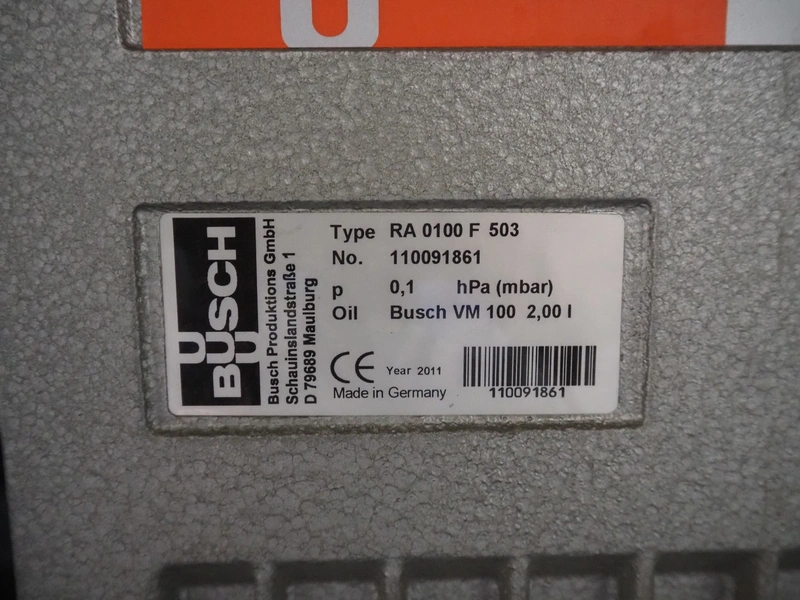 BUSCH
Busch Produktions GmbH
Schauinslandstraße 1
D 79689 Maulburg
Type RA 0100 F 503
No. 110091861
p 0,1 hPa (mbar)
Oil Busch VM 100 2,00 l
CE Year 2011
Made in Germany
110091861